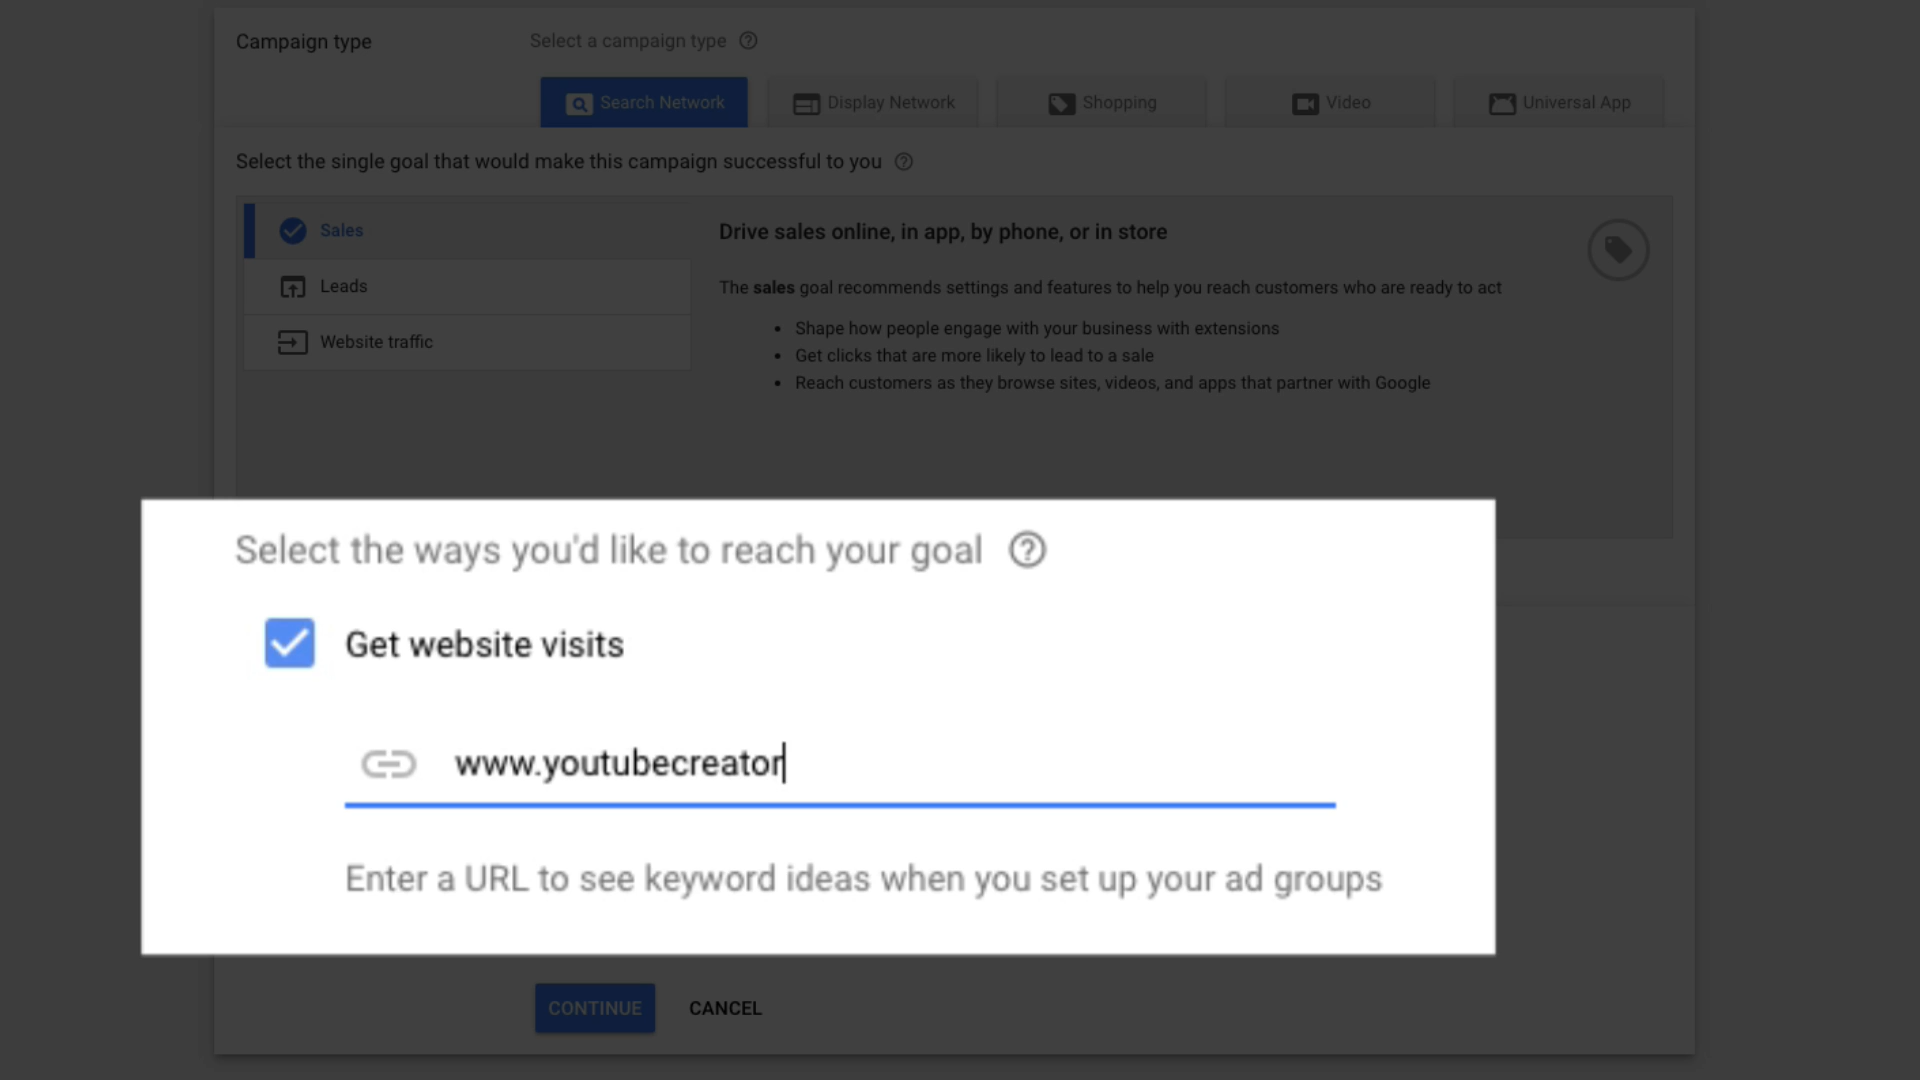 Campaign type
Select a campaign type
Search Network
Display Network
Shopping
Video
Universal App
Select the single goal that would make this campaign successful to you
Sales
Leads
Website traffic
Drive sales online, in app, by phone, or in store
The sales goal recommends settings and features to help you reach customers who are ready to act
Shape how people engage with your business with extensions
Get clicks that are more likely to lead to a sale
Reach customers as they browse sites, videos, and apps that partner with Google
Select the ways you'd like to reach your goal
Get website visits
www.youtubecreator
Enter a URL to see keyword ideas when you set up your ad groups
CONTINUE
CANCEL